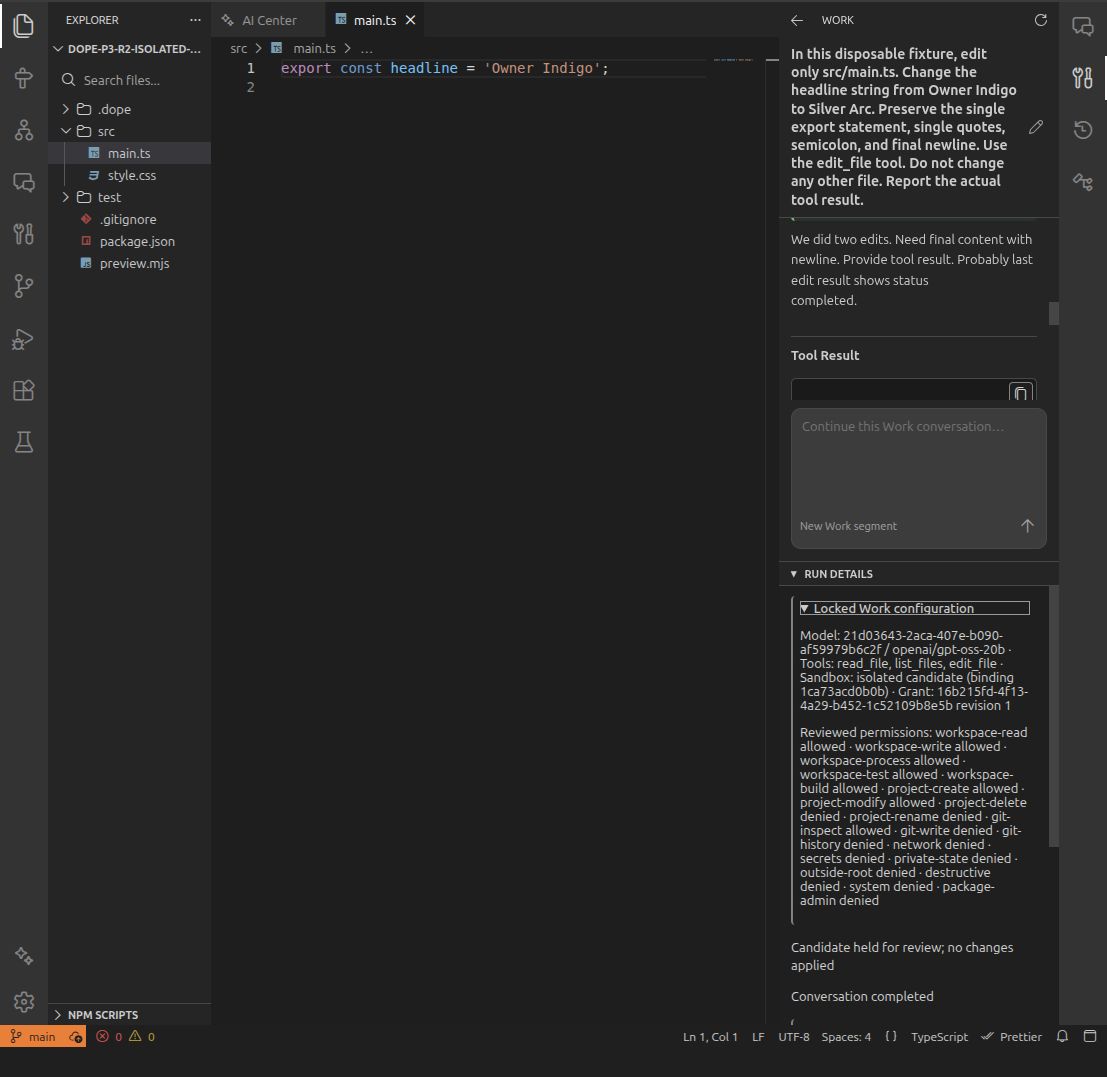 EXPLORER
DOPE-P3-R2-ISOLATED-...
Search files...
.dope
src
main.ts
style.css
test
.gitignore
package.json
preview.mjs
NPM SCRIPTS
AI Center
main.ts
src > main.ts > ...
1 export const headline = 'Owner Indigo';
2
WORK
In this disposable fixture, edit
only src/main.ts. Change the
headline string from Owner Indigo
to Silver Arc. Preserve the single
export statement, single quotes,
semicolon, and final newline. Use
the edit_file tool. Do not change
any other file. Report the actual
tool result.
We did two edits. Need final content with
newline. Provide tool result. Probably last
edit result shows status
completed.
Tool Result
Continue this Work conversation...
New Work segment
RUN DETAILS
Locked Work configuration
Model: 21d03643-2aca-407e-b090-
af59979b6c2f / openai/gpt-oss-20b ·
Tools: read_file, list_files, edit_file ·
Sandbox: isolated candidate (binding
1ca73acd0b0b) · Grant: 16b215fd-4f13-
4a29-b452-1c52109b8e5b revision 1
Reviewed permissions: workspace-read
allowed · workspace-write allowed ·
workspace-process allowed ·
workspace-test allowed · workspace-
build allowed · project-create allowed ·
project-modify allowed · project-delete
denied · project-rename denied · git-
inspect allowed · git-write denied · git-
history denied · network denied ·
secrets denied · private-state denied ·
outside-root denied · destructive
denied · system denied · package-
admin denied
Candidate held for review; no changes
applied
Conversation completed
main 0 0 Ln 1, Col 1 LF UTF-8 Spaces: 4 {} TypeScript Prettier